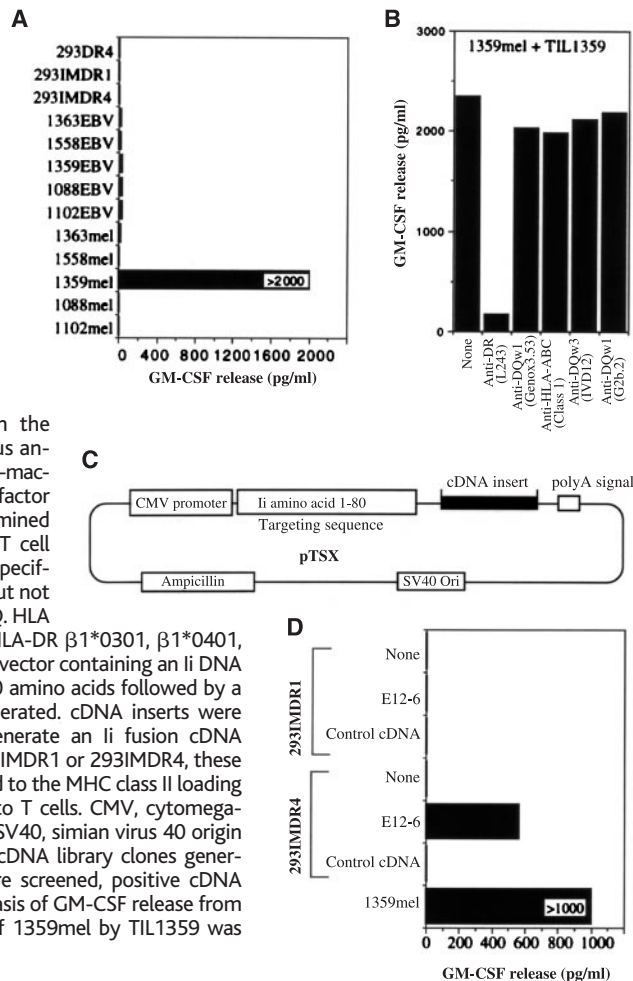 A
293DR4
293IMDR1
293IMDR4
1363EBV
1558EBV
1359EBV
1088EBV
1102EBV
1363mel
1558mel
1359mel
1088mel
1102mel
>2000
0 400 800 1200 1600 2000
GM-CSF release (pg/ml)
B
1359mel + TIL1359
3000
2000
1000
0
GM-CSF release (pg/ml)
None
Anti-DR
(L243)
Anti-DQw1
(Genox3.53)
Anti-HLA-ABC
(Class 1)
Anti-DQw3
(IVD12)
Anti-DQw1
(G2b.2)
the
us an-
-mac-
factor
mined
T cell
pecif-
ut not
Q. HLA
HLA-DR β1*0301, β1*0401,
vector containing an Ii DNA
0 amino acids followed by a
erated. cDNA inserts were
enerate an Ii fusion cDNA
IMDR1 or 293IMDR4, these
d to the MHC class II loading
to T cells. CMV, cytomega-
SV40, simian virus 40 origin
cDNA library clones gener-
re screened, positive cDNA
asis of GM-CSF release from
f 1359mel by TIL1359 was
C
CMV promoter
Ii amino acid 1-80
cDNA insert
polyA signal
Targeting sequence
pTSX
Ampicillin
SV40 Ori
D
293IMDR1
None
E12-6
Control cDNA
293IMDR4
None
E12-6
Control cDNA
1359mel
>1000
0 200 400 600 800 1000
GM-CSF release (pg/ml)